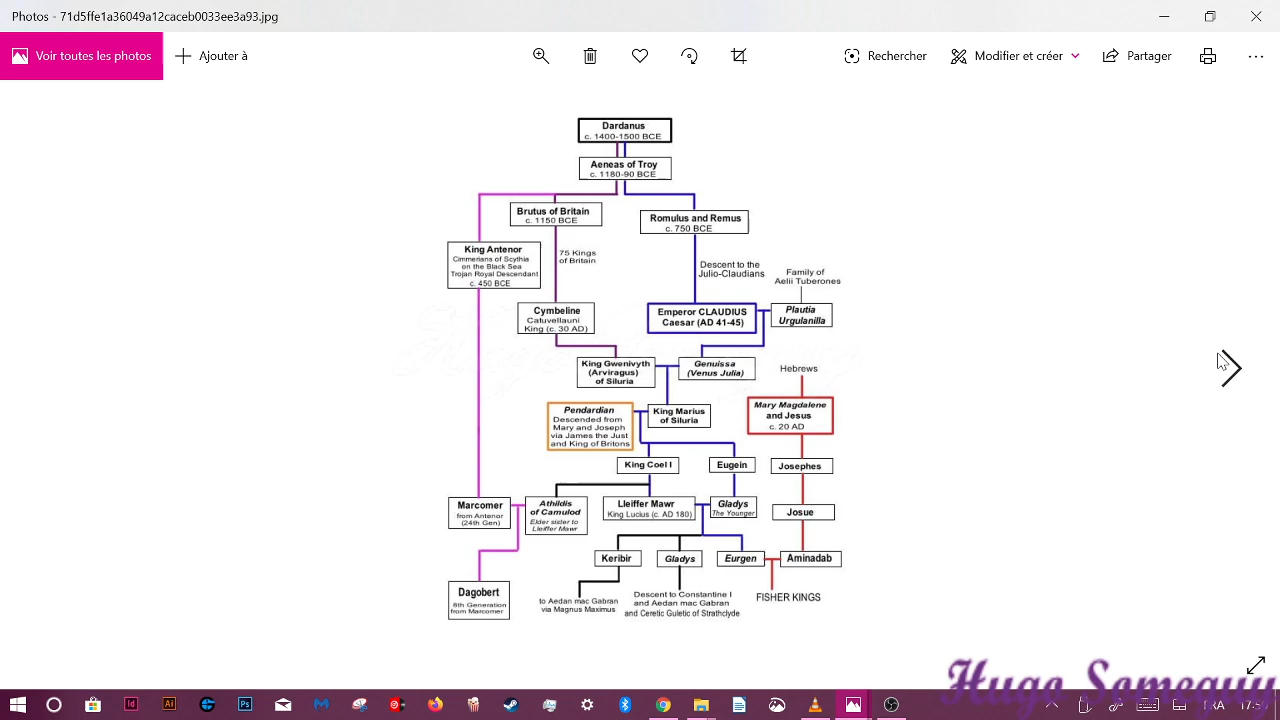 Photos - 71d5ffe1a36049a12caceb0033ee3a93.jpg
Voir toutes les photos
Ajouter à
Rechercher
Modifier et créer
Partager
Dardanus
c. 1400-1500 BCE
Aeneas of Troy
c. 1180-90 BCE
Brutus of Britain
c. 1150 BCE
Romulus and Remus
c. 750 BCE
King Antenor
Cimmerians of Scythia
on the Black Sea
Trojan Royal Descendant
c. 450 BCE
75 Kings
of Britain
Descent to the
Julio-Claudians
Family of
Aelii Tuberones
Cymbeline
Catuvellauni
King (c. 30 AD)
Emperor CLAUDIUS
Caesar (AD 41-45)
Plautia
Urgulanilla
King Gwenivyth
(Arviragus)
of Siluria
Genuissa
(Venus Julia)
Hebrews
Pendardian
Descended from
Mary and Joseph
via James the Just
and King of Britons
King Marius
of Siluria
Mary Magdalene
and Jesus
c. 20 AD
King Coel I
Eugein
Josephes
Marcomer
from Antenor
(24th Gen)
Athildis
of Camulod
Elder sister to
Lleiffer Mawr
Lleiffer Mawr
King Lucius (c. AD 180)
Gladys
The Younger
Josue
Keribir
Gladys
Eurgen
Aminadab
Dagobert
8th Generation
from Marcomer
to Aedan mac Gabran
via Magnus Maximus
Descent to Constantine I
and Aedan mac Gabran
and Ceretic Guletic of Strathclyde
FISHER KINGS
Hugo Someguy